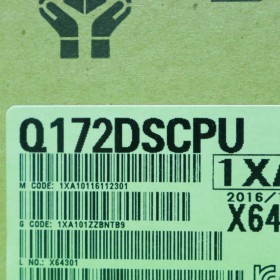 Q172DSCPU
1XA
M CODE: 1XA10116112301
2016/
X64
G CODE: 1XA101ZZBNTB9
L NO.: X64301